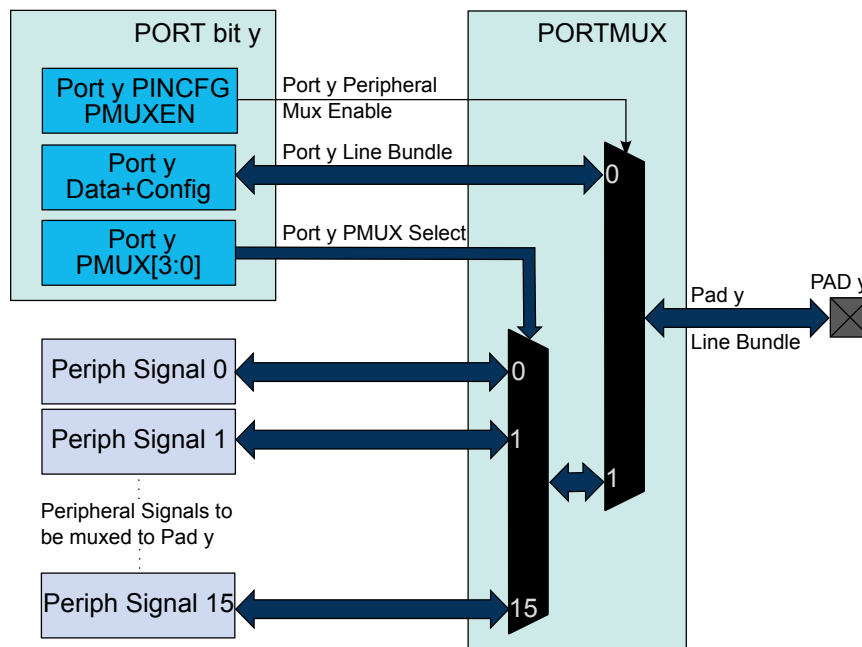 PORT bit y
PORTMUX
Port y PINCFG
PMUXEN
Port y Peripheral
Mux Enable
Port y
Data+Config
Port y Line Bundle
0
Port y
PMUX[3:0]
Port y PMUX Select
Pad y
Line Bundle
PAD y
Periph Signal 0
0
Periph Signal 1
1
1
Peripheral Signals to
be muxed to Pad y
Periph Signal 15
15